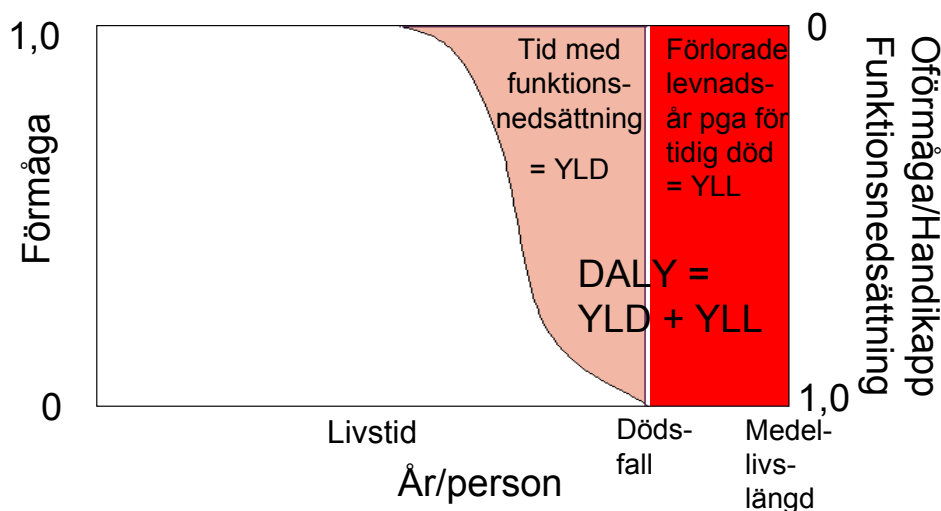 1,0
Förmåga
0
Tid med
funktions-
nedsättning
= YLD
Förlorade
levnads-
år pga för
tidig död
= YLL
DALY =
YLD + YLL
0
1,0
Oförmåga/Handikapp
Funktionsnedsättning
Livstid
Döds-
fall
Medel-
livs-
längd
År/person